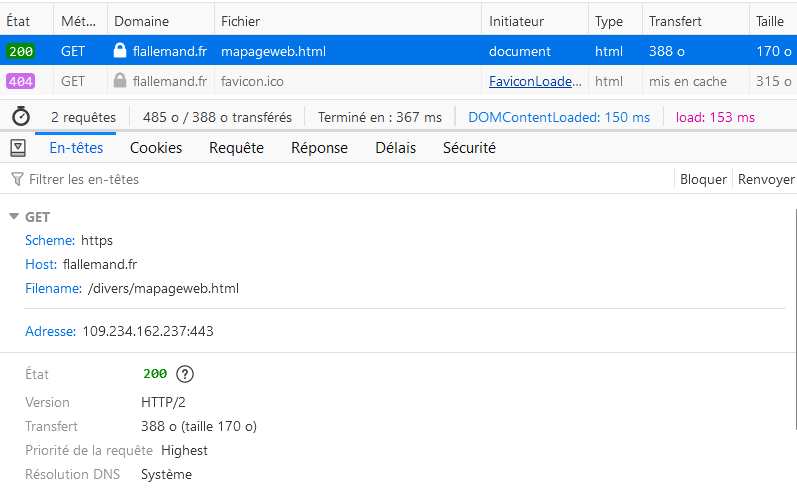 État Mét... Domaine Fichier Initiateur Type Transfert Taille
200 GET flallemand.fr mapageweb.html document html 388 o 170 o
404 GET flallemand.fr favicon.ico FaviconLoade... html mis en cache 315 o
2 requêtes 485 o / 388 o transférés Terminé en : 367 ms DOMContentLoaded: 150 ms load: 153 ms
En-têtes Cookies Requête Réponse Délais Sécurité
Filtrer les en-têtes Bloquer Renvoyer
GET
Scheme: https
Host: flallemand.fr
Filename: /divers/mapageweb.html
Adresse: 109.234.162.237:443
État 200 ?
Version HTTP/2
Transfert 388 o (taille 170 o)
Priorité de la requête Highest
Résolution DNS Système